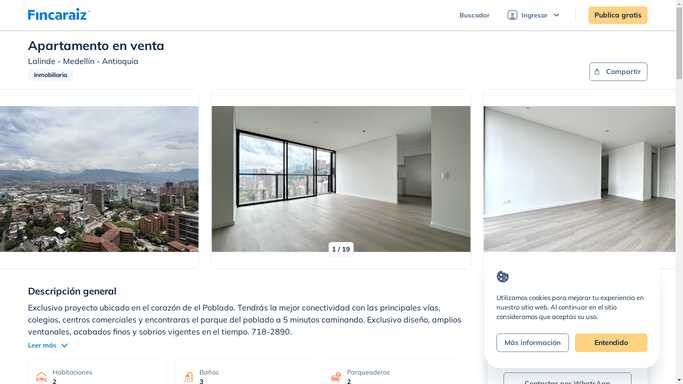 Fincaraiz
Buscador
Ingresar
Publica gratis
Apartamento en venta
Lalinde - Medellín - Antioquia
Inmobiliaria
Compartir
1 / 19
Descripción general
Exclusivo proyecto ubicado en el corazón de el Poblado. Tendrás la mejor conectividad con las principales vías,
colegios, centros comerciales y encontraras el parque del poblado a 5 minutos caminando. Exclusivo diseño, amplios
ventanales, acabados finos y sobrios vigentes en el tiempo. 718-2890.
Leer más
Habitaciones
2
Baños
3
Parqueaderos
2
Utilizamos cookies para mejorar tu experiencia en
nuestro sitio web. Al continuar en el sitio
consideramos que aceptas su uso.
Más información
Entendido
Contactar por WhatsApp